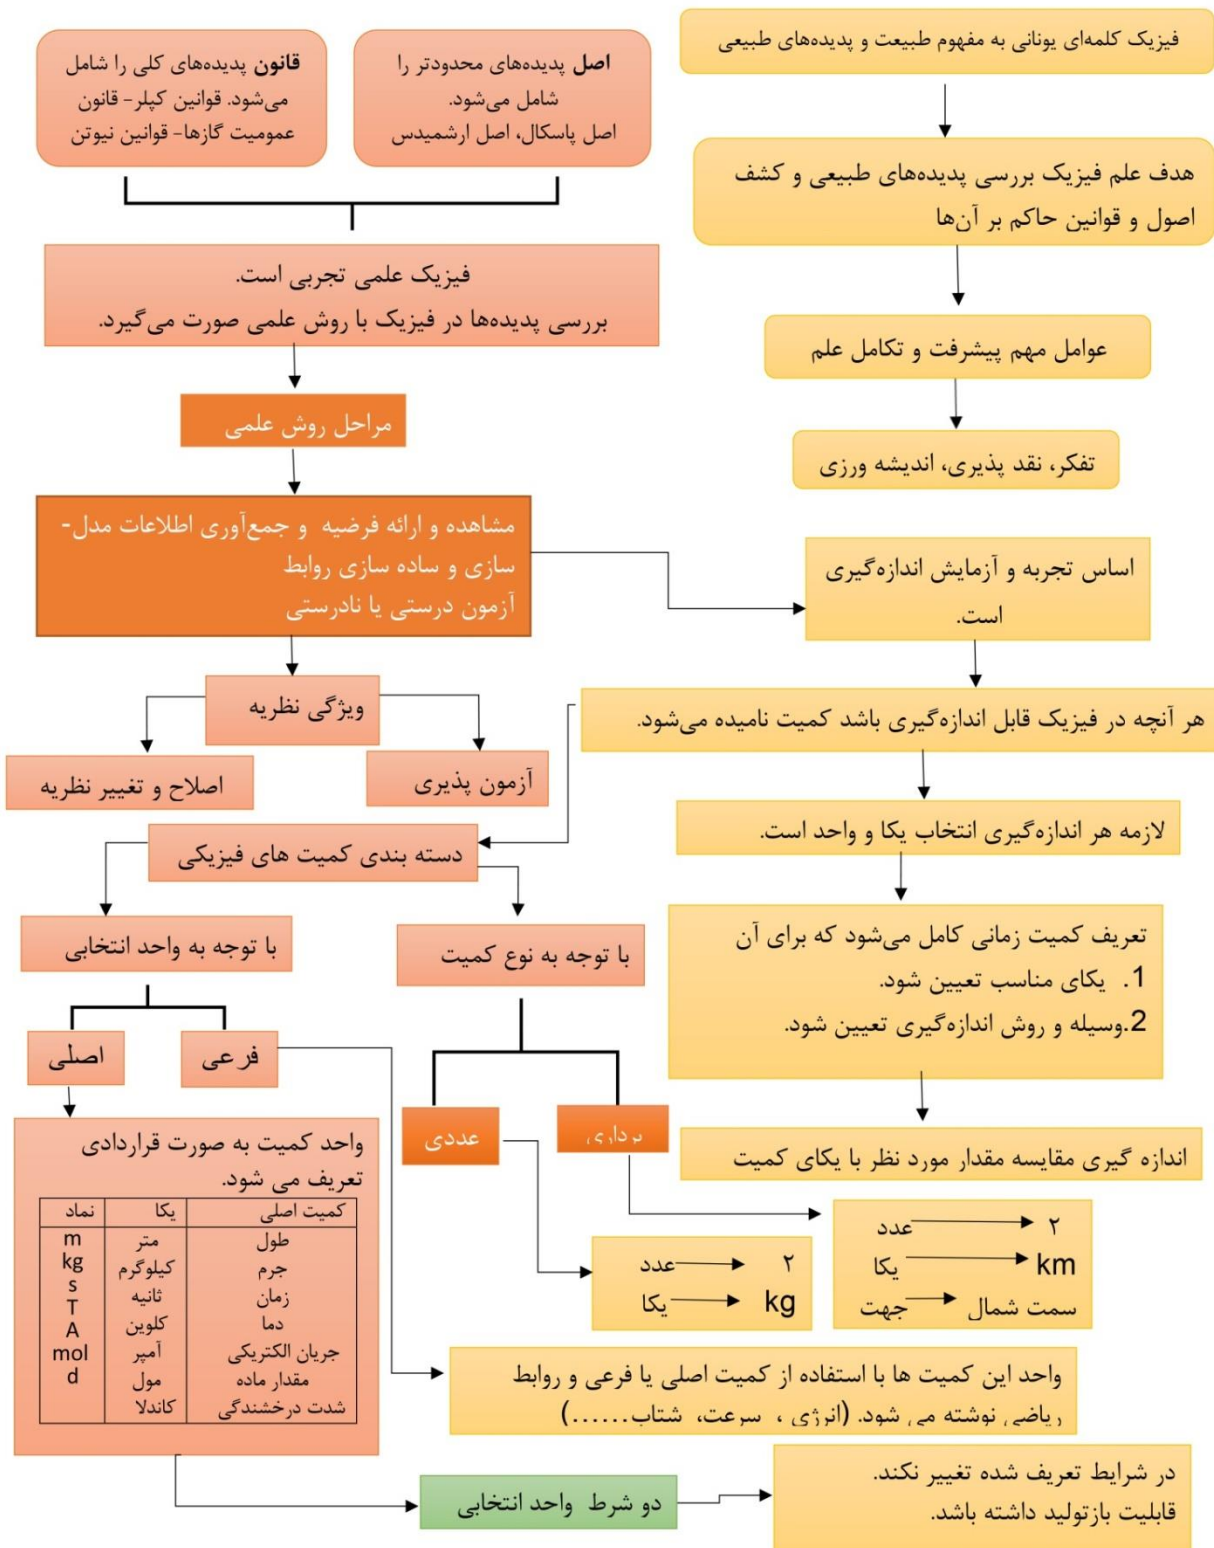 فیزیک کلمه‌ای یونانی به مفهوم طبیعت و پدیده‌های طبیعی
هدف علم فیزیک بررسی پدیده‌های طبیعی و کشف
اصول و قوانین حاکم بر آن‌ها
عوامل مهم پیشرفت و تکامل علم
تفکر، نقد پذیری، اندیشه ورزی
اصل پدیده‌های محدودتر را
شامل می‌شود.
اصل پاسکال، اصل ارشمیدس
قانون پدیده‌های کلی را شامل
می‌شود. قوانین کپلر- قانون
عمومیت گازها- قوانین نیوتن
فیزیک علمی تجربی است.
بررسی پدیده‌ها در فیزیک با روش علمی صورت می‌گیرد.
مراحل روش علمی
مشاهده و ارائه فرضیه و جمع‌آوری اطلاعات مدل-
سازی و ساده سازی روابط
آزمون درستی یا نادرستی
اساس تجربه و آزمایش اندازه‌گیری
است.
ویژگی نظریه
آزمون پذیری
اصلاح و تغییر نظریه
هر آنچه در فیزیک قابل اندازه‌گیری باشد کمیت نامیده می‌شود.
لازمه هر اندازه‌گیری انتخاب یکا و واحد است.
تعریف کمیت زمانی کامل می‌شود که برای آن
1. یکای مناسب تعیین شود.
2.وسیله و روش اندازه‌گیری تعیین شود.
اندازه گیری مقایسه مقدار مورد نظر با یکای کمیت
دسته بندی کمیت های فیزیکی
با توجه به نوع کمیت
با توجه به واحد انتخابی
برداری
عددی
فرعی
اصلی
۲ عدد
km یکا
سمت شمال جهت
۲ عدد
kg یکا
واحد کمیت به صورت قراردادی
تعریف می شود.
کمیت اصلی یکا نماد
طول متر m
جرم کیلوگرم kg
زمان ثانیه s
دما کلوین T
جریان الکتریکی آمپر A
مقدار ماده مول mol
شدت درخشندگی کاندلا d
واحد این کمیت ها با استفاده از کمیت اصلی یا فرعی و روابط
ریاضی نوشته می شود. (انرژی ، سرعت، شتاب......)
دو شرط واحد انتخابی
در شرایط تعریف شده تغییر نکند.
قابلیت بازتولید داشته باشد.